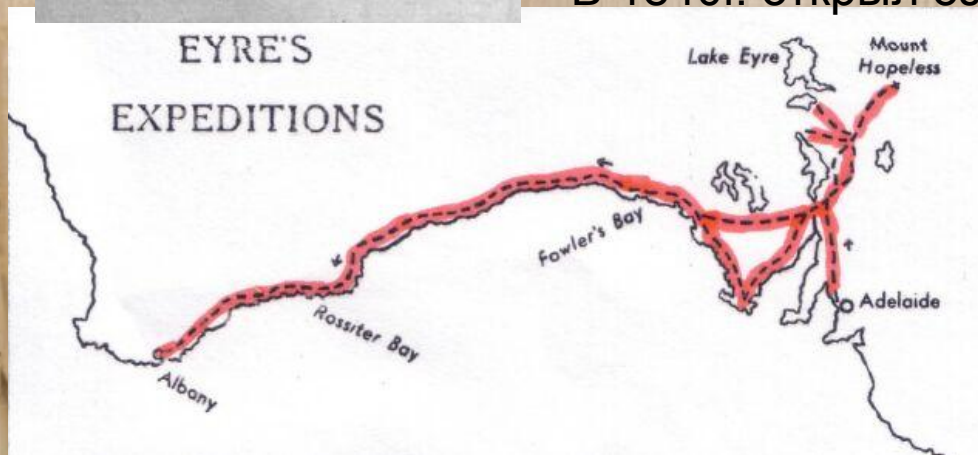 EYRE'S
EXPEDITIONS
Lake Eyre
Mount
Hopeless
Fowler's Bay
Adelaide
Rossiter Bay
Albany